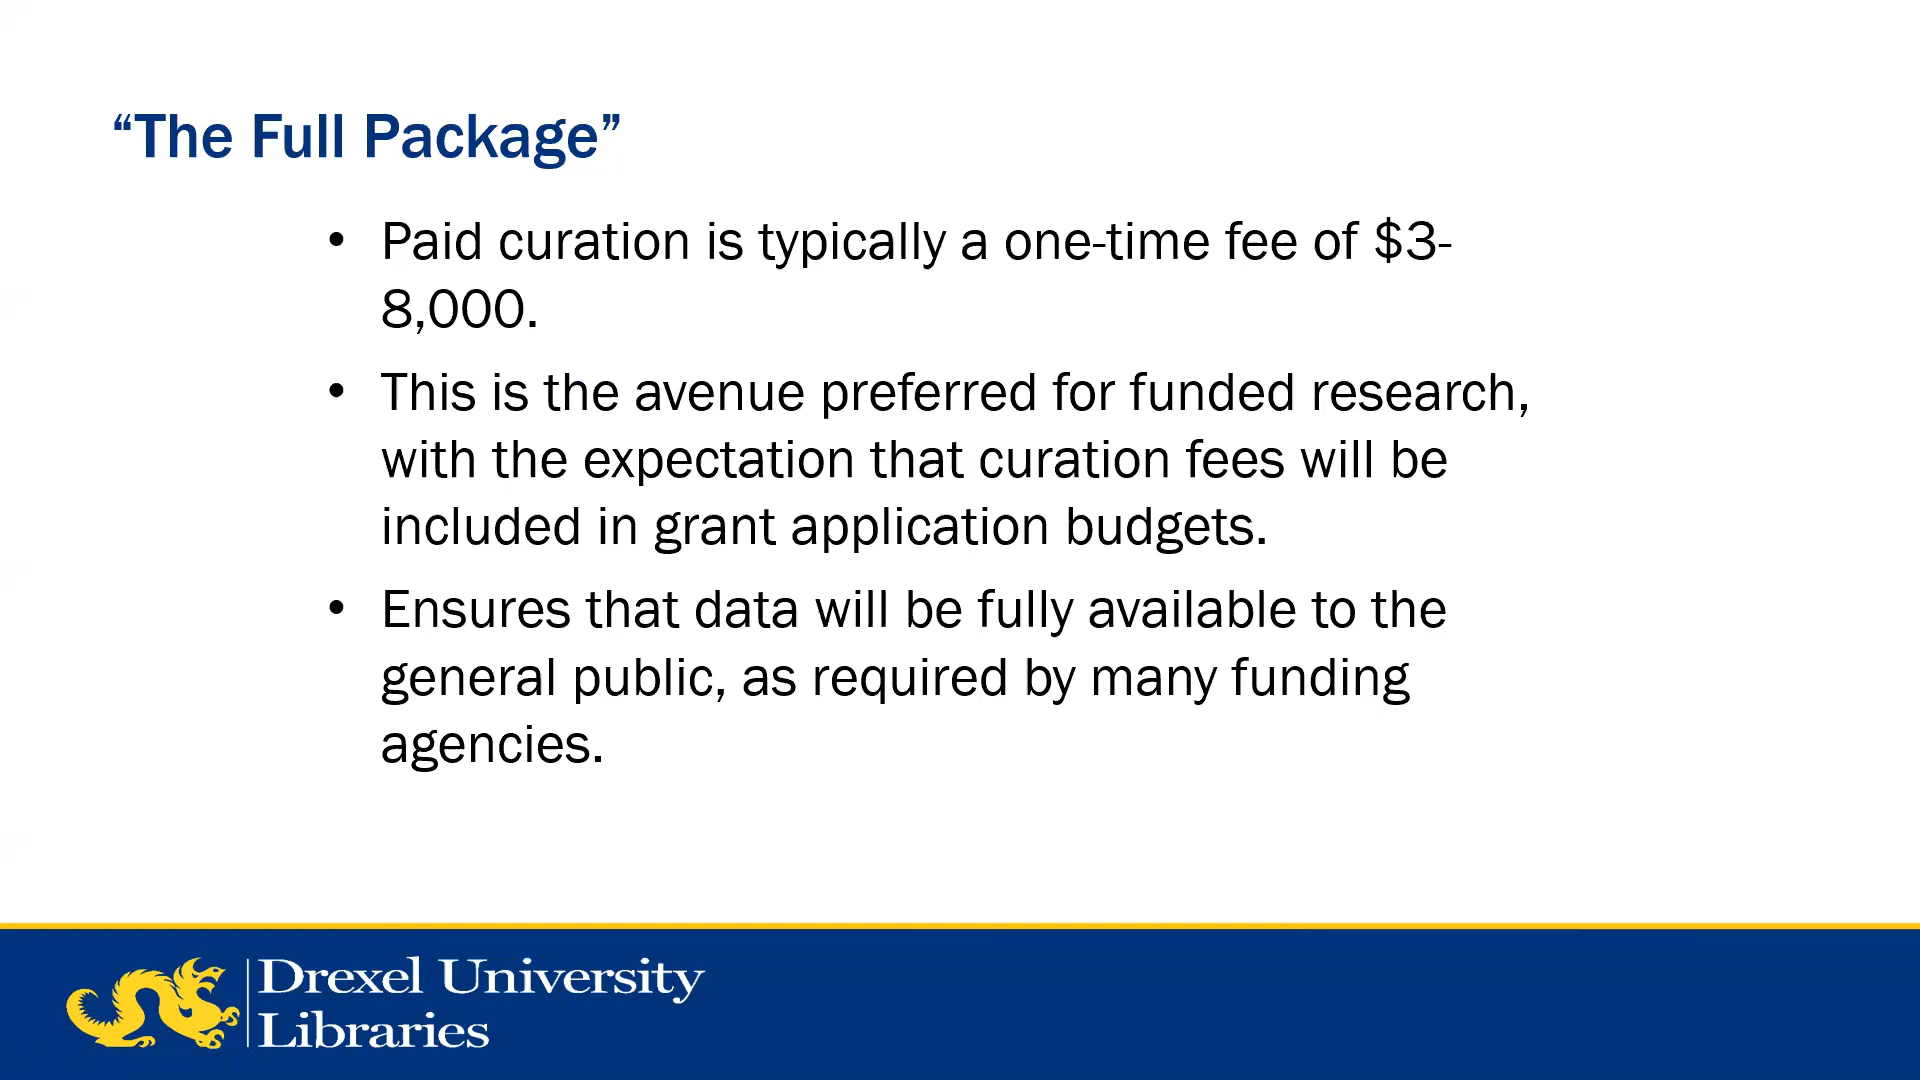 “The Full Package”
• Paid curation is typically a one-time fee of $3-
8,000.
• This is the avenue preferred for funded research,
with the expectation that curation fees will be
included in grant application budgets.
• Ensures that data will be fully available to the
general public, as required by many funding
agencies.
Drexel University
Libraries